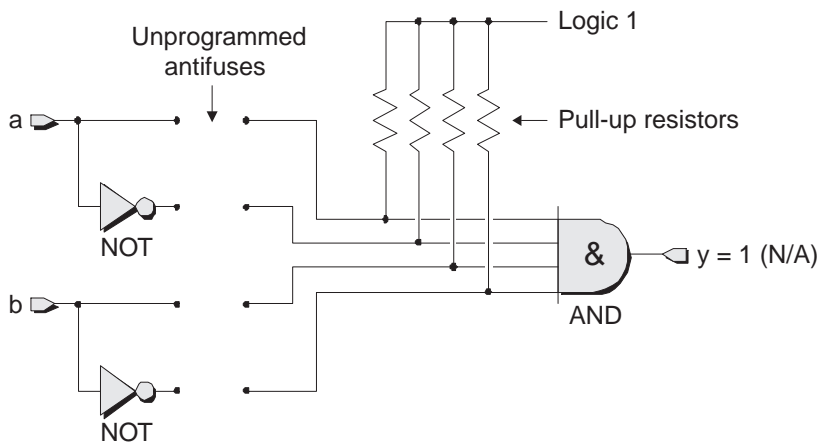 Logic 1
Unprogrammed
antifuses
a
Pull-up resistors
NOT
&
y = 1 (N/A)
b
AND
NOT